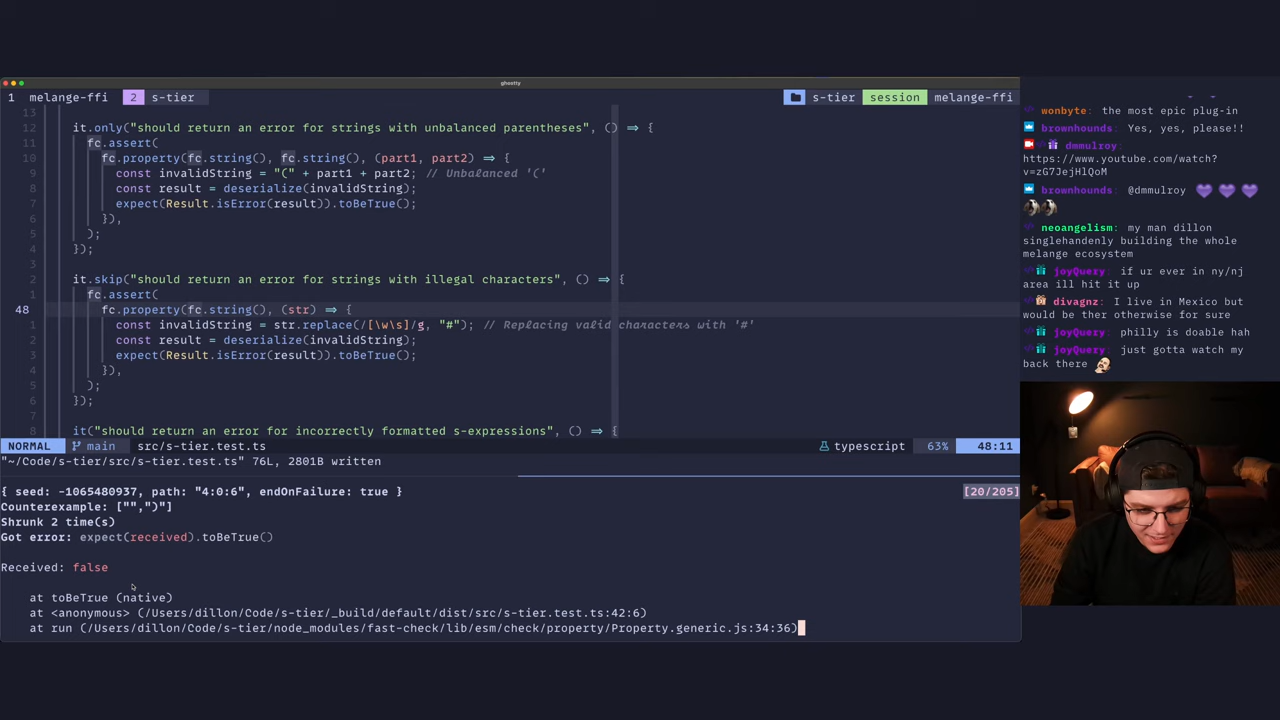 ghostty
1 melange-ffi 2 s-tier s-tier session melange-ffi
13
12 it.only("should return an error for strings with unbalanced parentheses", () => {
11 fc.assert(
10 fc.property(fc.string(), fc.string(), (part1, part2) => {
9 const invalidString = "(" + part1 + part2; // Unbalanced '('
8 const result = deserialize(invalidString);
7 expect(Result.isError(result)).toBeTrue();
6 }),
5 );
4 });
3
2 it.skip("should return an error for strings with illegal characters", () => {
1 fc.assert(
48 fc.property(fc.string(), (str) => {
1 const invalidString = str.replace(/[\w\s]/g, "#"); // Replacing valid characters with '#'
2 const result = deserialize(invalidString);
3 expect(Result.isError(result)).toBeTrue();
4 }),
5 );
6 });
7
8 it("should return an error for incorrectly formatted s-expressions", () => {
NORMAL main src/s-tier.test.ts typescript 63% 48:11
"~/Code/s-tier/src/s-tier.test.ts" 76L, 2801B written
{ seed: -1065480937, path: "4:0:6", endOnFailure: true } [20/205]
Counterexample: ["",")"]
Shrunk 2 time(s)
Got error: expect(received).toBeTrue()
Received: false
at toBeTrue (native)
at <anonymous> (/Users/dillon/Code/s-tier/_build/default/dist/src/s-tier.test.ts:42:6)
at run (/Users/dillon/Code/s-tier/node_modules/fast-check/lib/esm/check/property/Property.generic.js:34:36)
wonbyte: the most epic plug-in
brownhounds: Yes, yes, please!!
dmmulroy:
https://www.youtube.com/watch?
v=zG7JejHlQoM
brownhounds: @dmmulroy
neoangelism: my man dillon
singlehandenly building the whole
melange ecosystem
joyQuery: if ur ever in ny/nj
area ill hit it up
divagnz: I live in Mexico but
would be ther otherwise for sure
joyQuery: philly is doable hah
joyQuery: just gotta watch my
back there